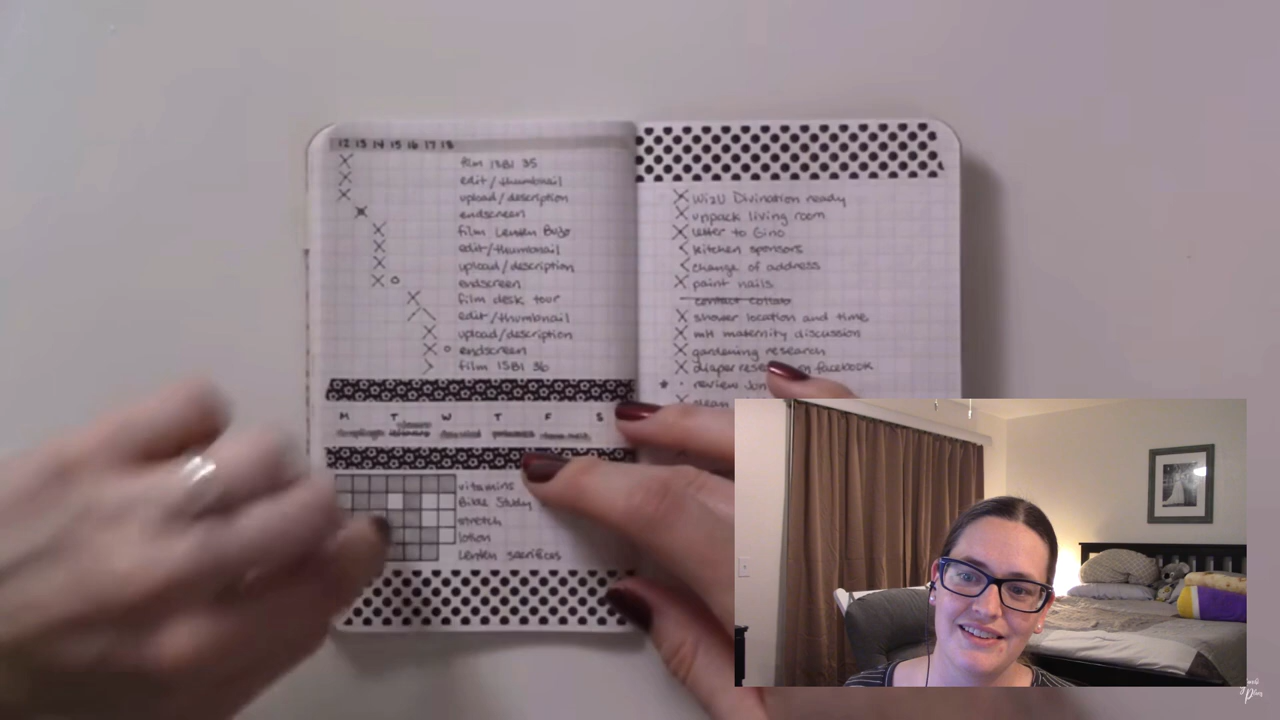 12 13 14 15 16 17 18
film ISBI 35
edit/thumbnail
upload/description
endscreen
film Lenten BuJo
edit/thumbnail
upload/description
endscreen
film desk tour
edit/thumbnail
upload/description
endscreen
film ISBI 36
M T W T F S
vitamins
Bible Study
stretch
lotion
Lenten sacrifices
WizU Divination ready
unpack living room
letter to Gino
kitchen sponsors
change of address
paint nails
contact collab
shower location and time
mH maternity discussion
gardening research
diaper on facebook
review
Plan